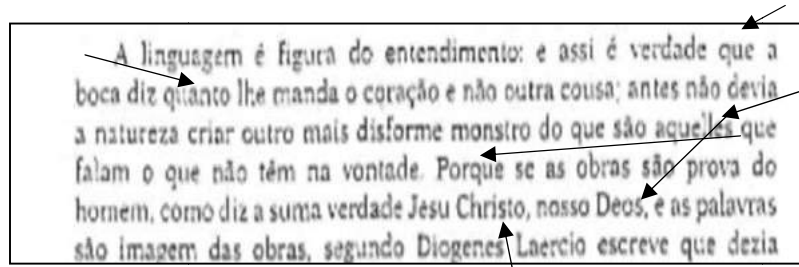 A linguagem é figura do entendimento: e assi é verdade que a
boca diz quanto lhe manda o coração e não outra cousa; antes não devia
a natureza criar outro mais disforme monstro do que são aquelles que
falam o que não têm na vontade. Porque se as obras são prova do
homem, como diz a suma verdade Jesu Christo, nosso Deos, e as palavras
são imagem das obras, segundo Diogenes Laercio escreve que dezia